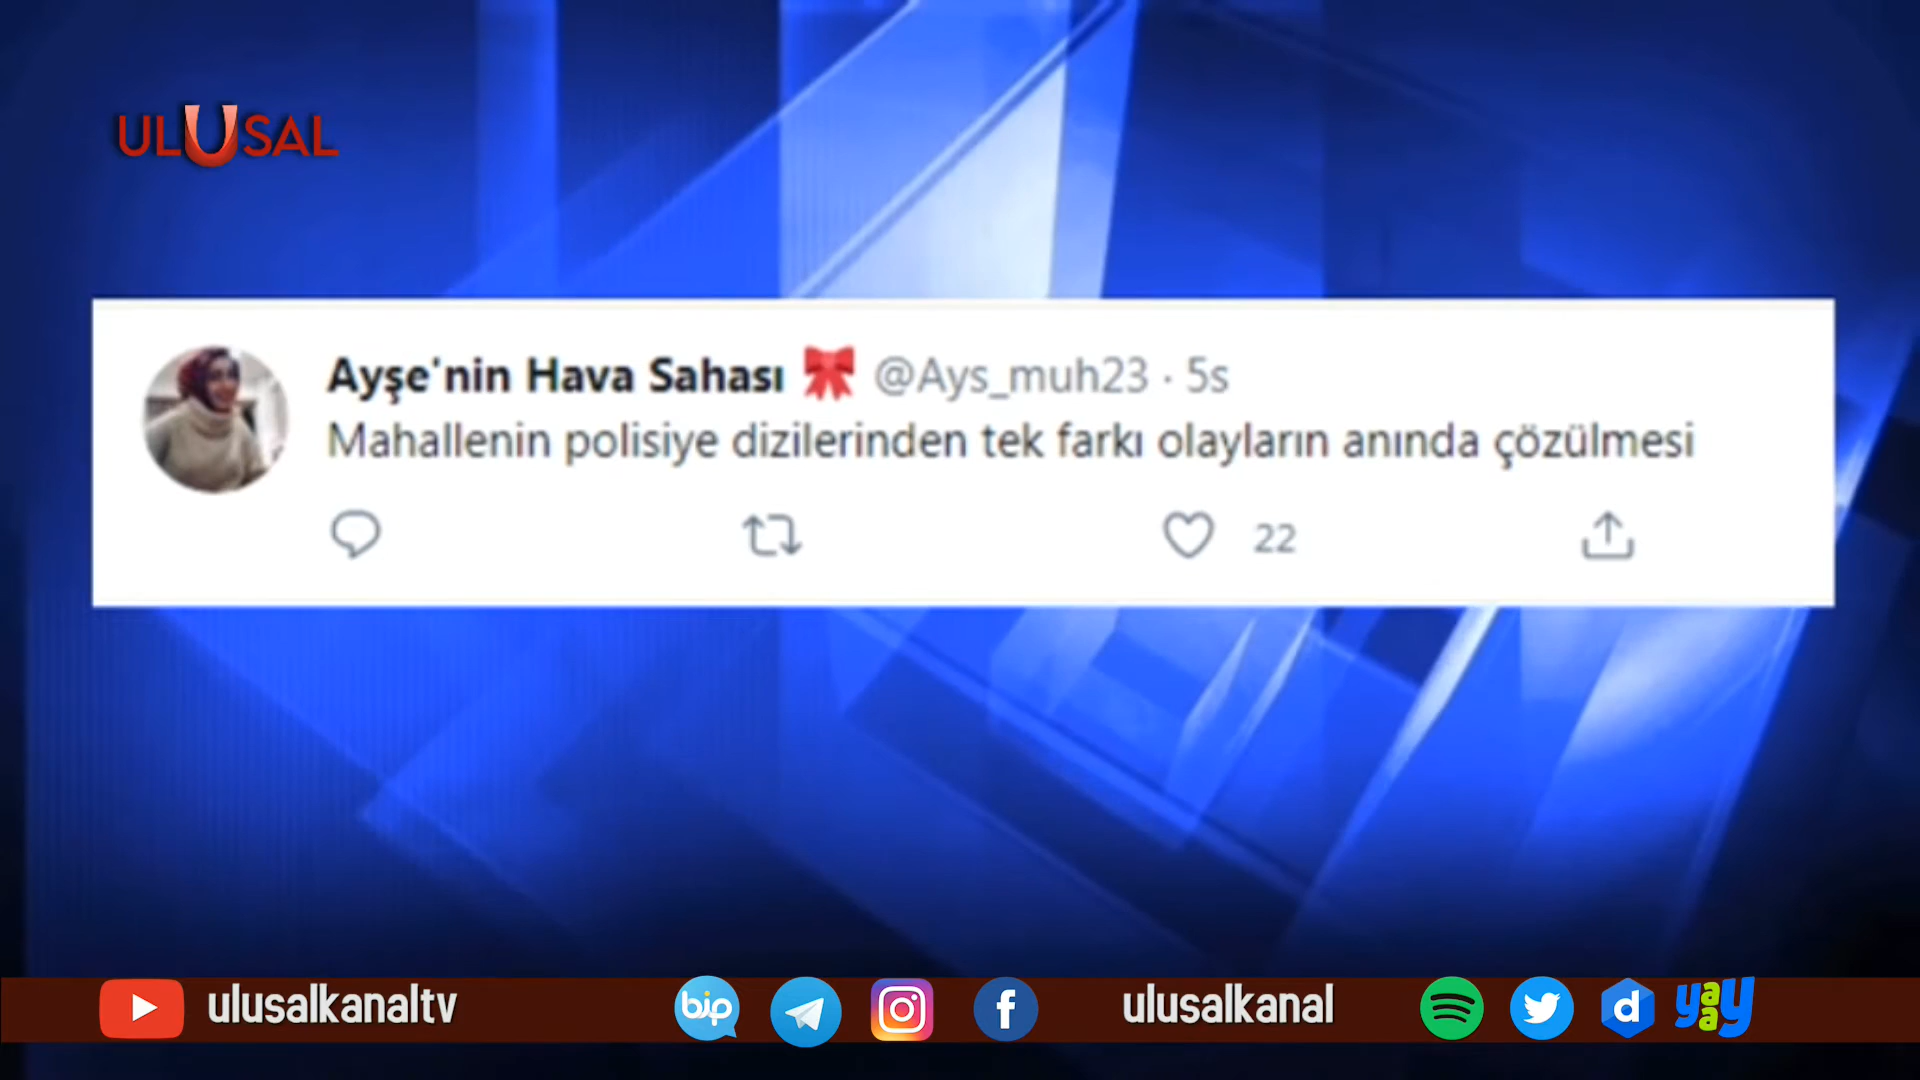 ULUSAL
Ayşe'nin Hava Sahası 🎀 @Ays_muh23 · 5s
Mahallenin polisiye dizilerinden tek farkı olayların anında çözülmesi
22
ulusalkanaltv
bip
ulusalkanal
d
yaay